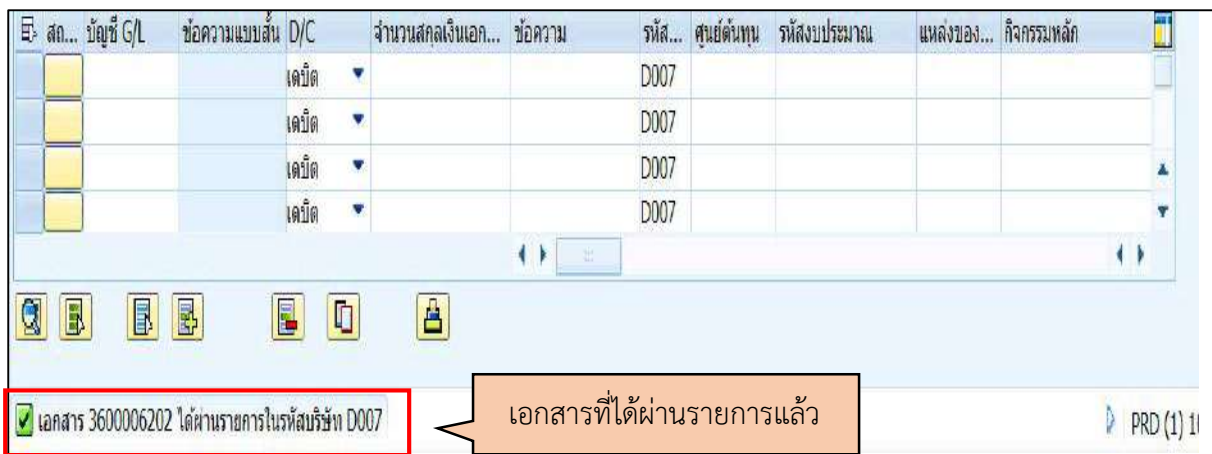 สถ... บัญชี G/L ข้อความแบบสั้น D/C จำนวนสกุลเงินเอก... ข้อความ รหัส... ศูนย์ต้นทุน รหัสงบประมาณ แหล่งของ... กิจกรรมหลัก
เดบิต D007
เดบิต D007
เดบิต D007
เดบิต D007
เอกสารที่ได้ผ่านรายการแล้ว
เอกสาร 3600006202 ได้ผ่านรายการในรหัสบริษัท D007 PRD (1)